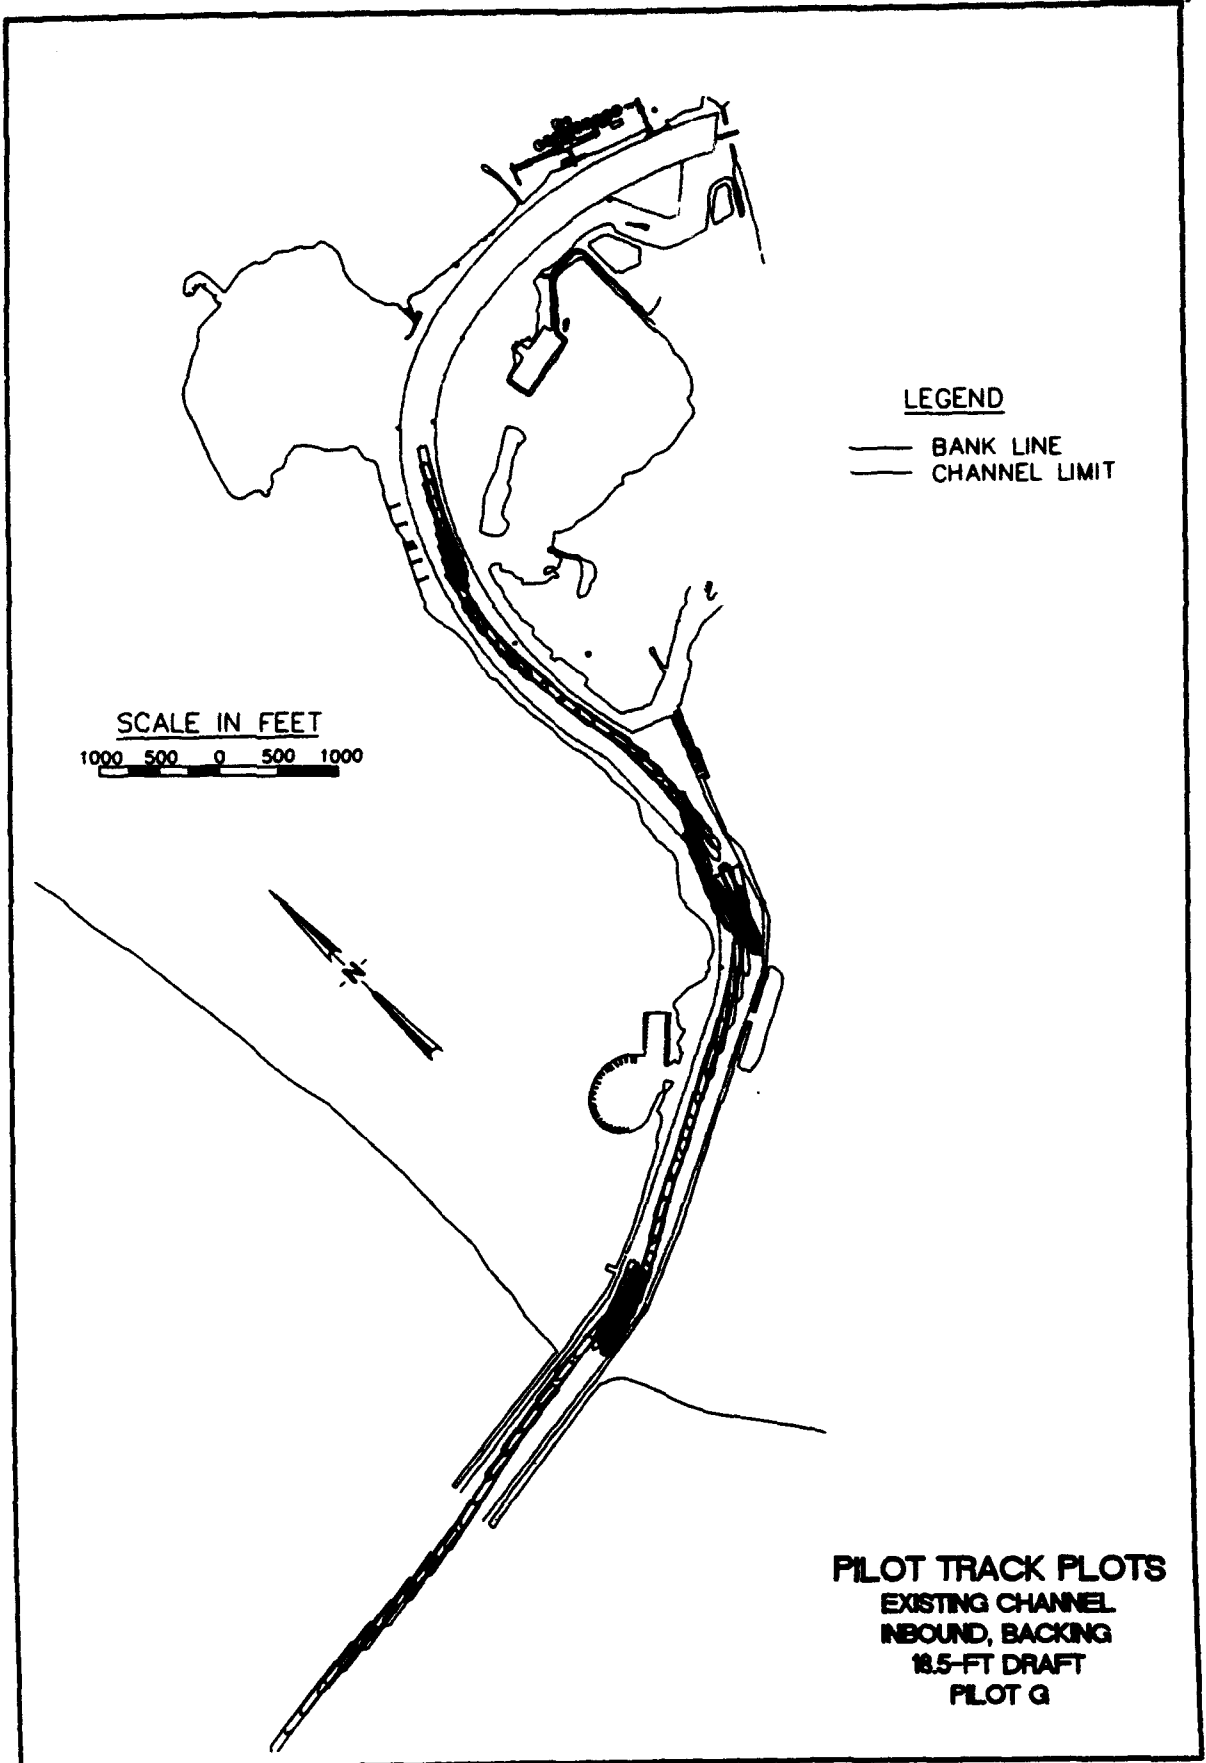 LEGEND
BANK LINE
CHANNEL LIMIT
SCALE IN FEET
1000 500 0 500 1000
N
PILOT TRACK PLOTS
EXISTING CHANNEL
INBOUND, BACKING
18.5-FT DRAFT
PILOT G